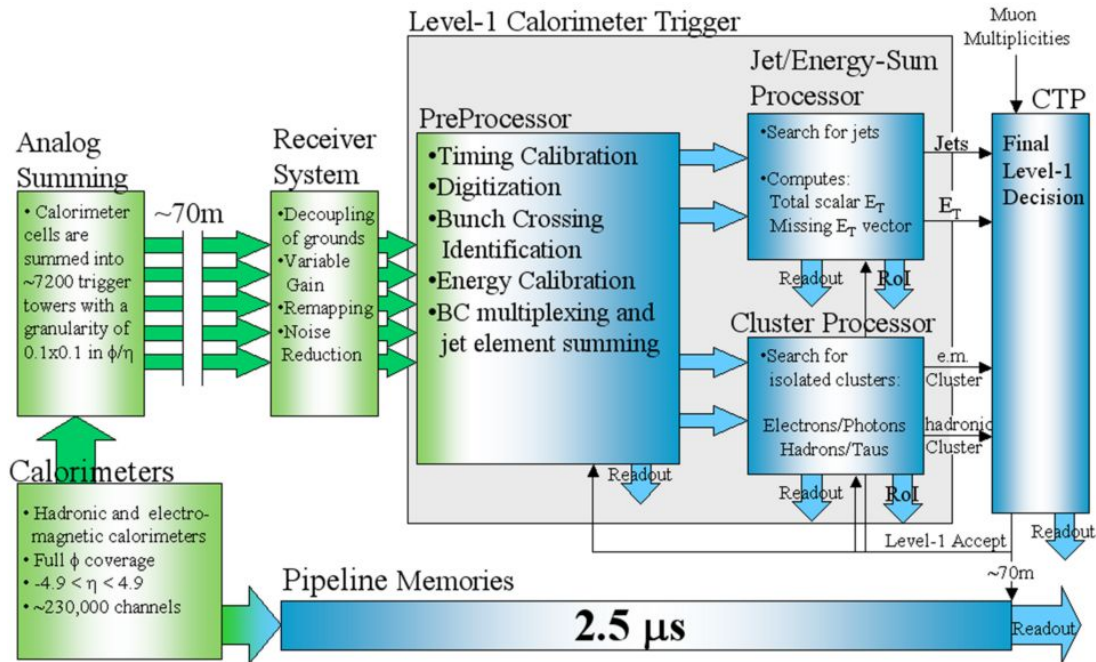 Level-1 Calorimeter Trigger
Muon
Multiplicities
Jet/Energy-Sum
Processor
CTP
Analog
Summing
Receiver
System
PreProcessor
~70m
• Calorimeter
cells are
summed into
~7200 trigger
towers with a
granularity of
0.1x0.1 in ϕ/η
•Decoupling
of grounds
•Variable
Gain
•Remapping
•Noise
Reduction
•Timing Calibration
•Digitization
•Bunch Crossing
Identification
•Energy Calibration
•BC multiplexing and
jet element summing
Readout
•Search for jets
•Computes:
Total scalar E_T
Missing E_T vector
Readout
RoI
Jets
E_T
Final
Level-1
Decision
Cluster Processor
•Search for
isolated clusters:
Electrons/Photons
Hadrons/Taus
Readout
RoI
e.m.
Cluster
hadronic
Cluster
Level-1 Accept
Readout
~70m
Calorimeters
• Hadronic and electro-
magnetic calorimeters
• Full ϕ coverage
• -4.9 < η < 4.9
• ~230,000 channels
Pipeline Memories
2.5 μs
Readout